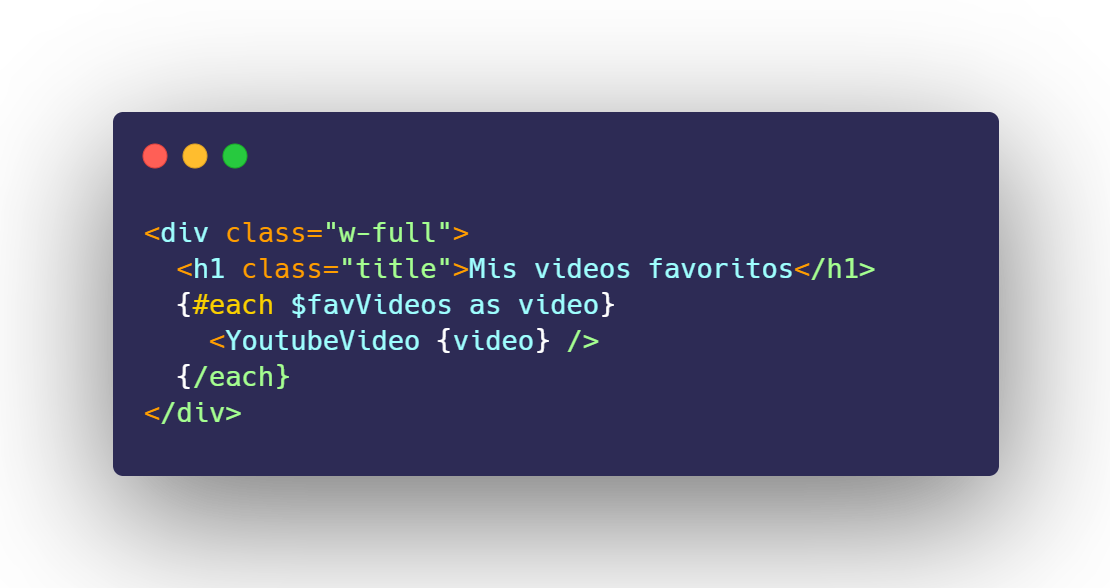 <div class="w-full">
  <h1 class="title">Mis videos favoritos</h1>
  {#each $favVideos as video}
    <YoutubeVideo {video} />
  {/each}
</div>